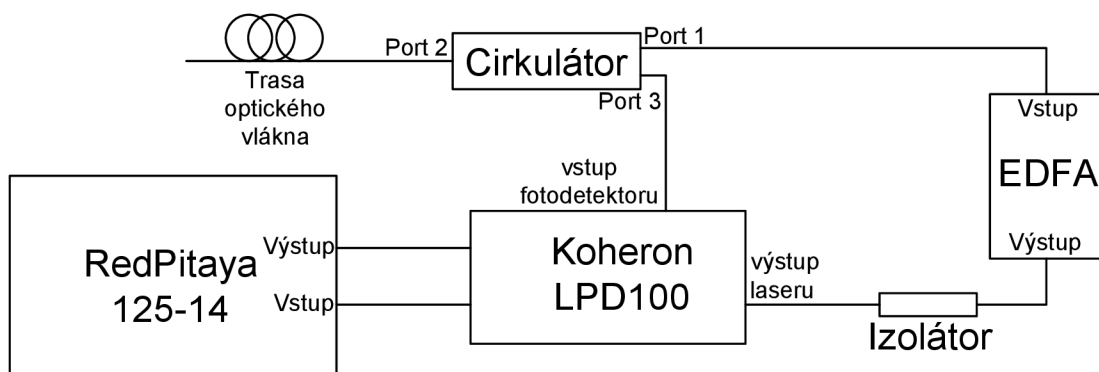 Port 2
Cirkulátor
Port 1
Port 3
Trasa
optického
vlákna
Vstup
EDFA
Výstup
vstup
fotodetektoru
RedPitaya
125-14
Výstup
Vstup
Koheron
LPD100
výstup
laseru
Izolátor